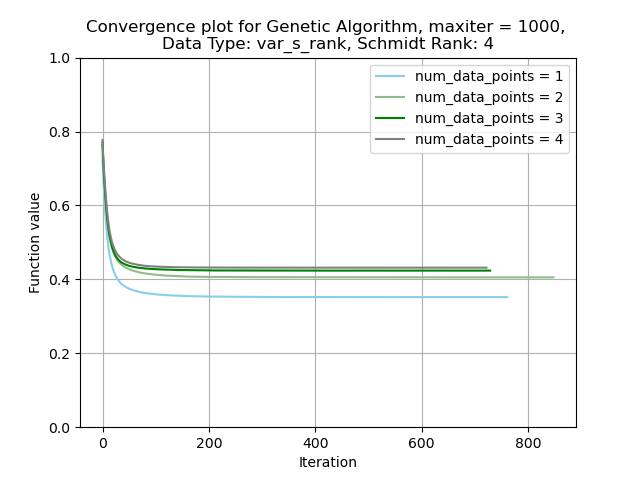 Convergence plot for Genetic Algorithm, maxiter = 1000,
Data Type: var_s_rank, Schmidt Rank: 4
1.0
0.8
0.6
0.4
0.2
0.0
Function value
num_data_points = 1
num_data_points = 2
num_data_points = 3
num_data_points = 4
0 200 400 600 800
Iteration